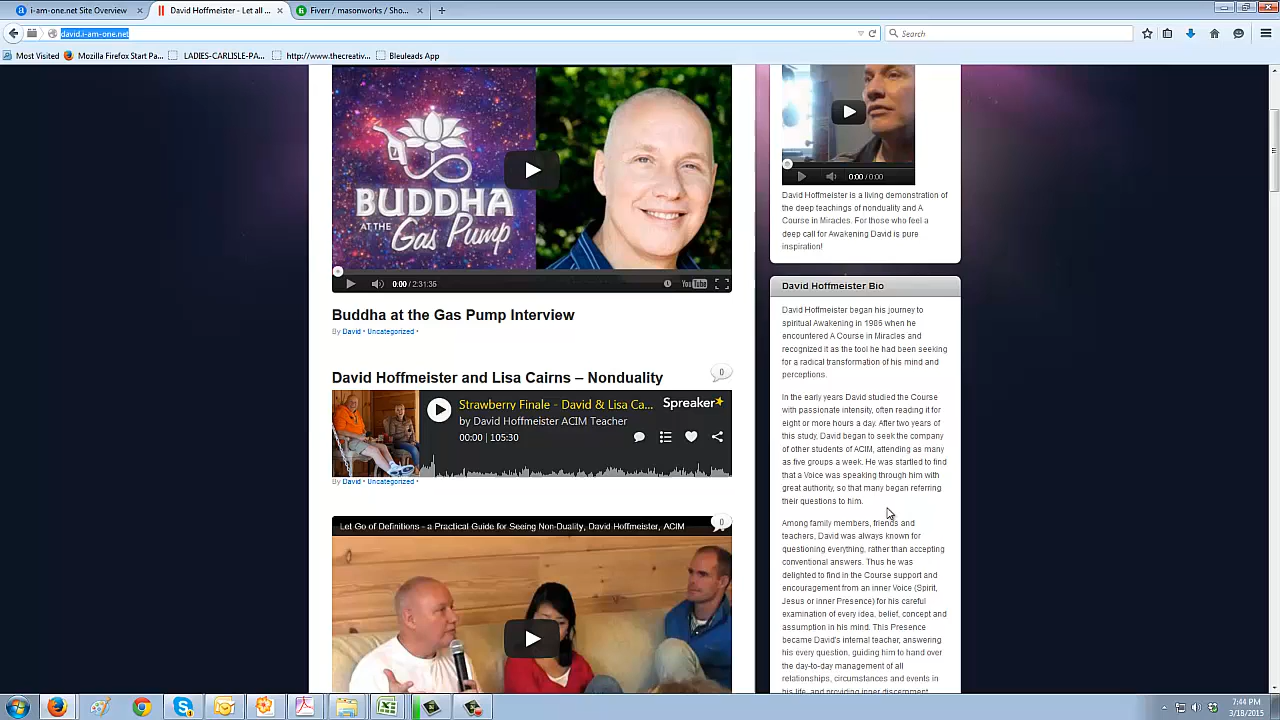 i-am-one.net Site Overview
David Hoffmeister - Let all ...
Fiverr / masonworks / Sho...
david.i-am-one.net
Search
Most Visited
Mozilla Firefox Start Pa...
LADIES-CARLISLE-PA...
http://www.thecreativ...
Bleuleads App
BUDDHA
AT THE Gas Pump
0:00 / 2:31:35
YouTube
Buddha at the Gas Pump Interview
By David • Uncategorized •
David Hoffmeister and Lisa Cairns – Nonduality
0
Strawberry Finale - David & Lisa Ca...
Spreaker
by David Hoffmeister ACIM Teacher
00:00 | 105:30
By David • Uncategorized •
Let Go of Definitions - a Practical Guide for Seeing Non-Duality, David Hoffmeister, ACIM
0
0:00 / 0:00
David Hoffmeister is a living demonstration of
the deep teachings of nonduality and A
Course in Miracles. For those who feel a
deep call for Awakening David is pure
inspiration!
David Hoffmeister Bio
David Hoffmeister began his journey to
spiritual Awakening in 1986 when he
encountered A Course in Miracles and
recognized it as the tool he had been seeking
for a radical transformation of his mind and
perceptions.
In the early years David studied the Course
with passionate intensity, often reading it for
eight or more hours a day. After two years of
this study, David began to seek the company
of other students of ACIM, attending as many
as five groups a week. He was startled to find
that a Voice was speaking through him with
great authority, so that many began referring
their questions to him.
Among family members, friends and
teachers, David was always known for
questioning everything, rather than accepting
conventional answers. Thus he was
delighted to find in the Course support and
encouragement from an inner Voice (Spirit,
Jesus or inner Presence) for his careful
examination of every idea, belief, concept and
assumption in his mind. This Presence
became David's internal teacher, answering
his every question, guiding him to hand over
the day-to-day management of all
relationships, circumstances and events in
his life, and providing inner discernment
7:44 PM
3/18/2015